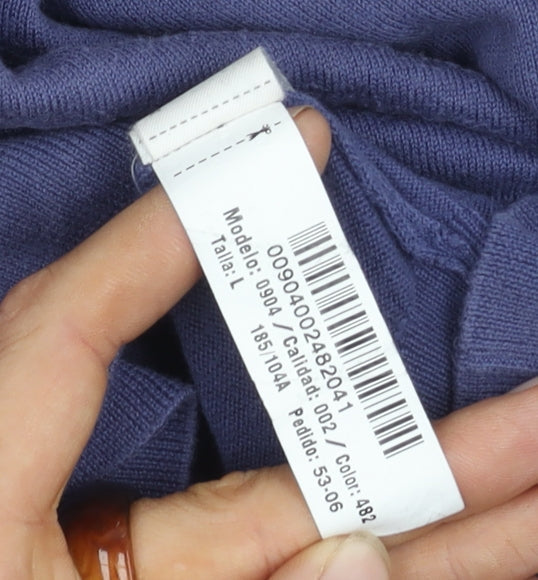 00904002482041
Modelo: 0904 / Calidad: 002 / Color: 482
Talla: L 185/104A Pedido: 53-06